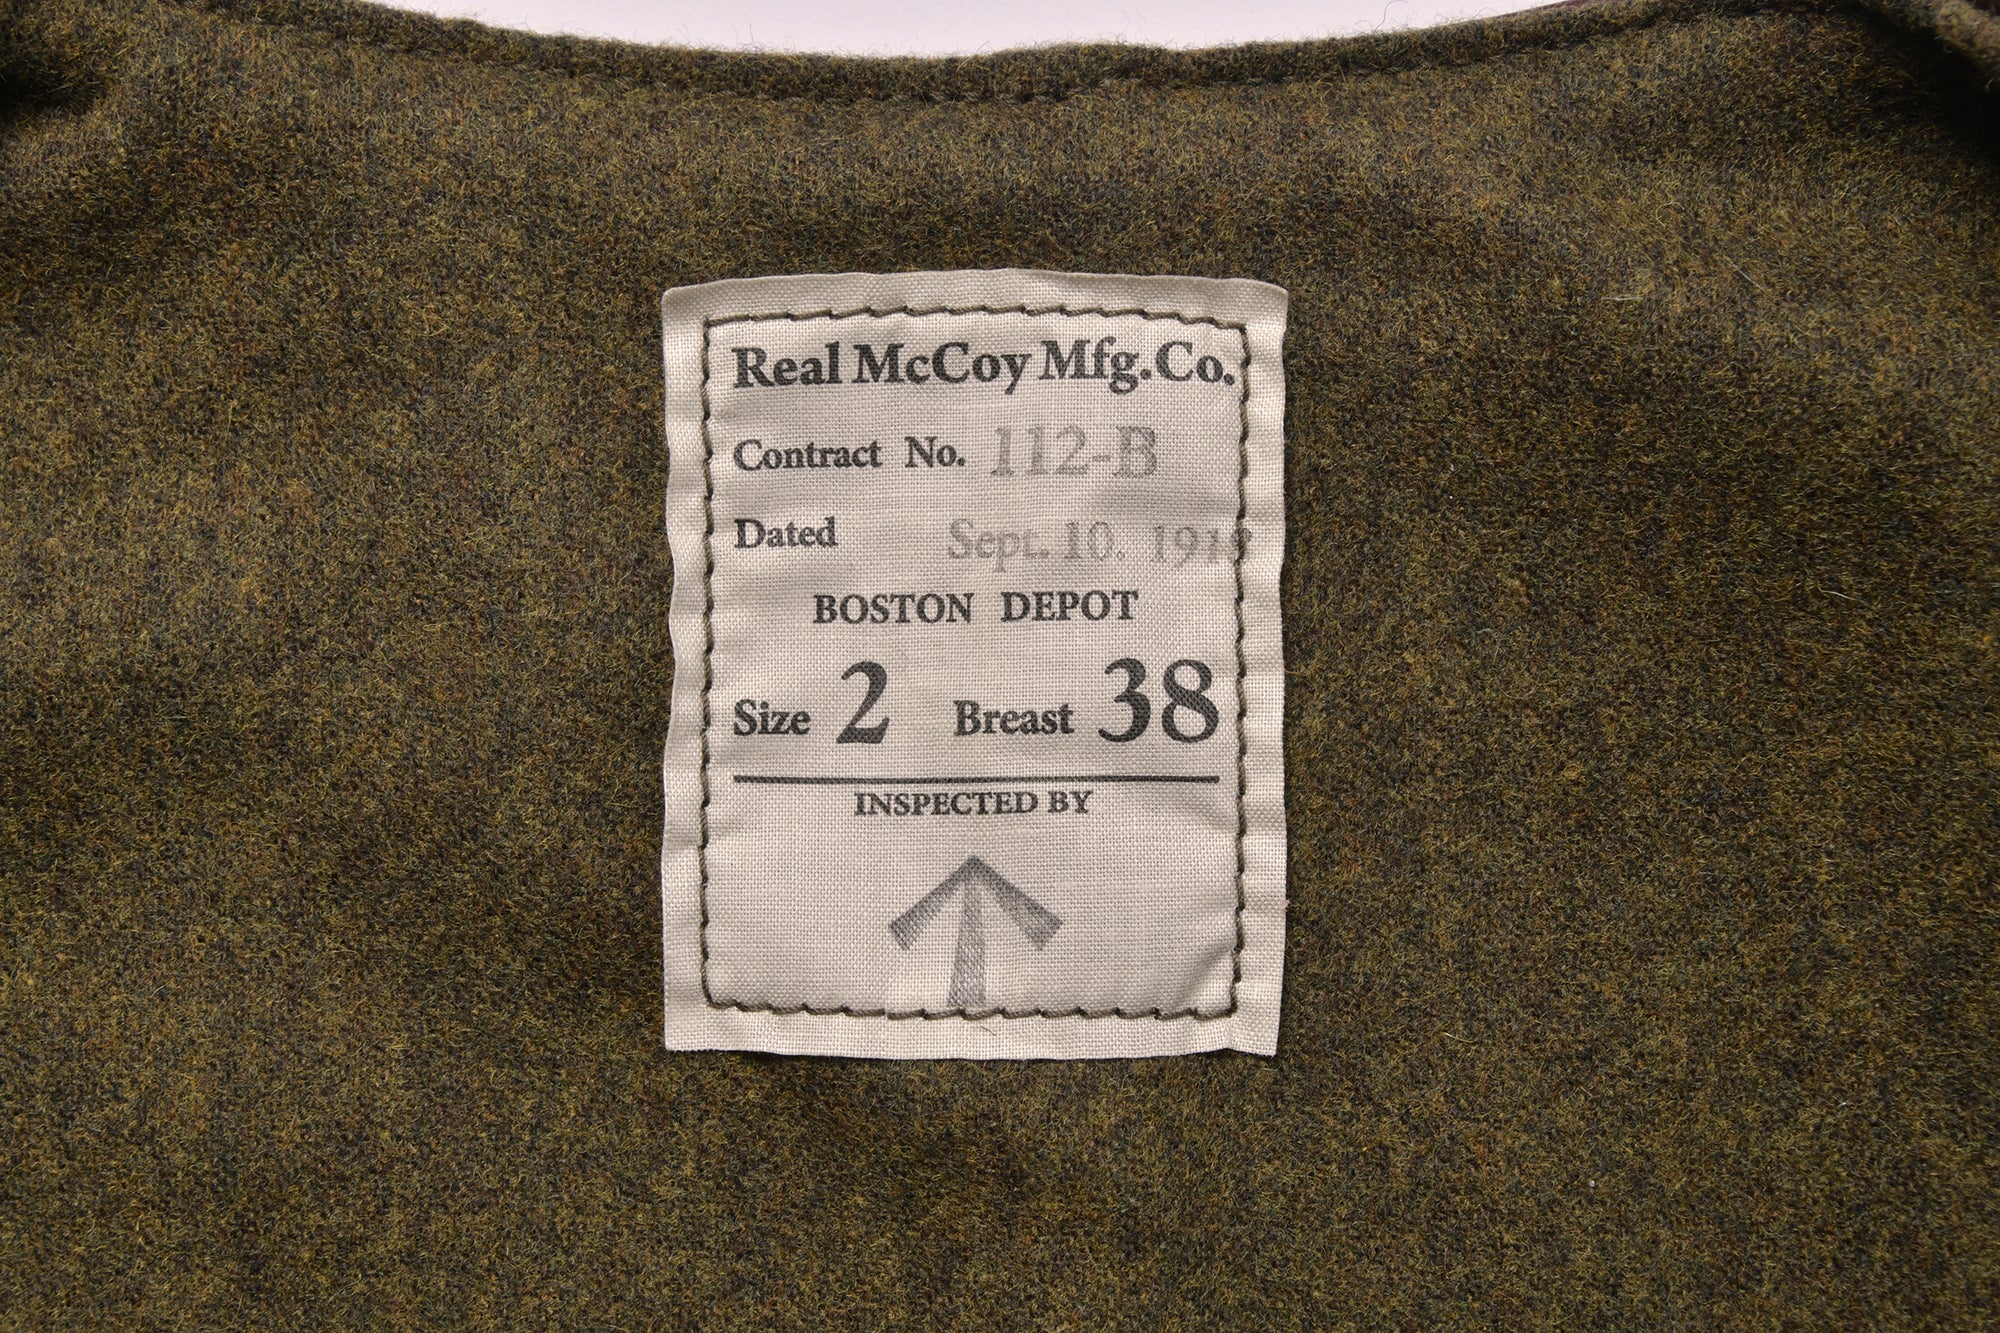 Real McCoy Mfg. Co.
Contract No. 112-B
Dated Sept. 10. 1918
BOSTON DEPOT
Size 2 Breast 38
INSPECTED BY